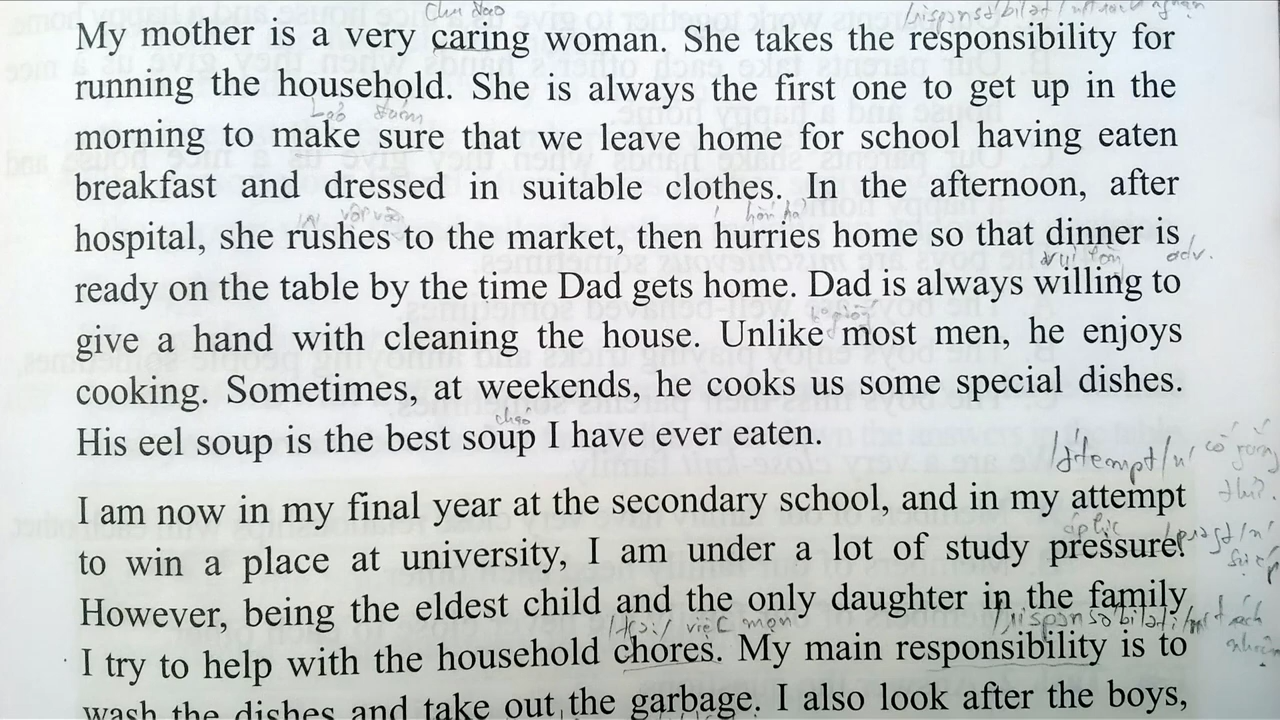 My mother is a very caring woman. She takes the responsibility for
running the household. She is always the first one to get up in the
morning to make sure that we leave home for school having eaten
breakfast and dressed in suitable clothes. In the afternoon, after
hospital, she rushes to the market, then hurries home so that dinner is
adv.
ready on the table by the time Dad gets home. Dad is always willing to
give a hand with cleaning the house. Unlike most men, he enjoys
cooking. Sometimes, at weekends, he cooks us some special dishes.
cháo
His eel soup is the best soup I have ever eaten.
I am now in my final year at the secondary school, and in my attempt
to win a place at university, I am under a lot of study pressure!
However, being the eldest child and the only daughter in the family
việc mọn
I try to help with the household chores. My main responsibility is to
wash the dishes and take out the garbage. I also look after the boys,